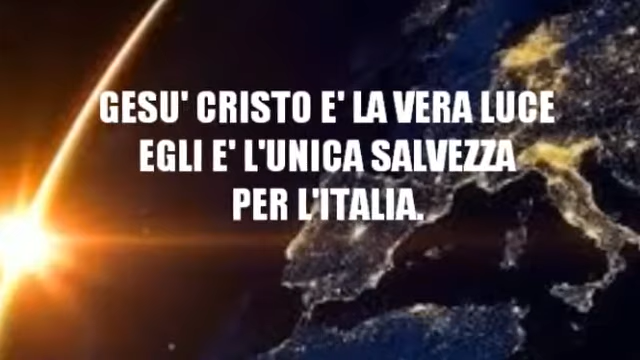 GESU' CRISTO E' LA VERA LUCE
EGLI E' L'UNICA SALVEZZA
PER L'ITALIA.